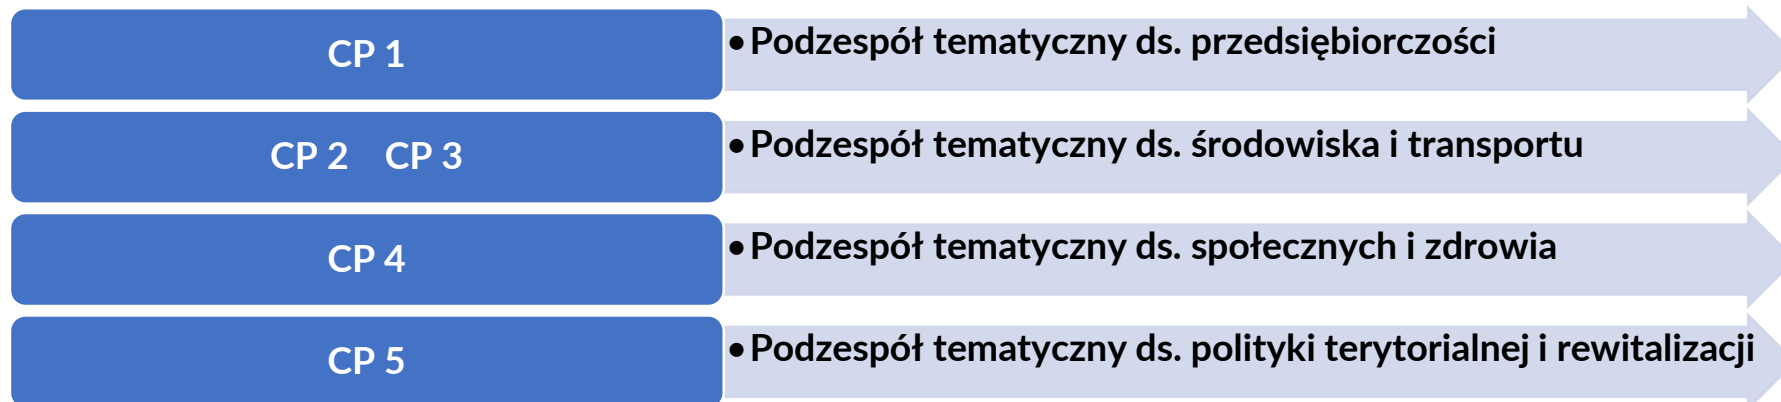 CP 1
•Podzespół tematyczny ds. przedsiębiorczości
CP 2 CP 3
•Podzespół tematyczny ds. środowiska i transportu
CP 4
•Podzespół tematyczny ds. społecznych i zdrowia
CP 5
•Podzespół tematyczny ds. polityki terytorialnej i rewitalizacji